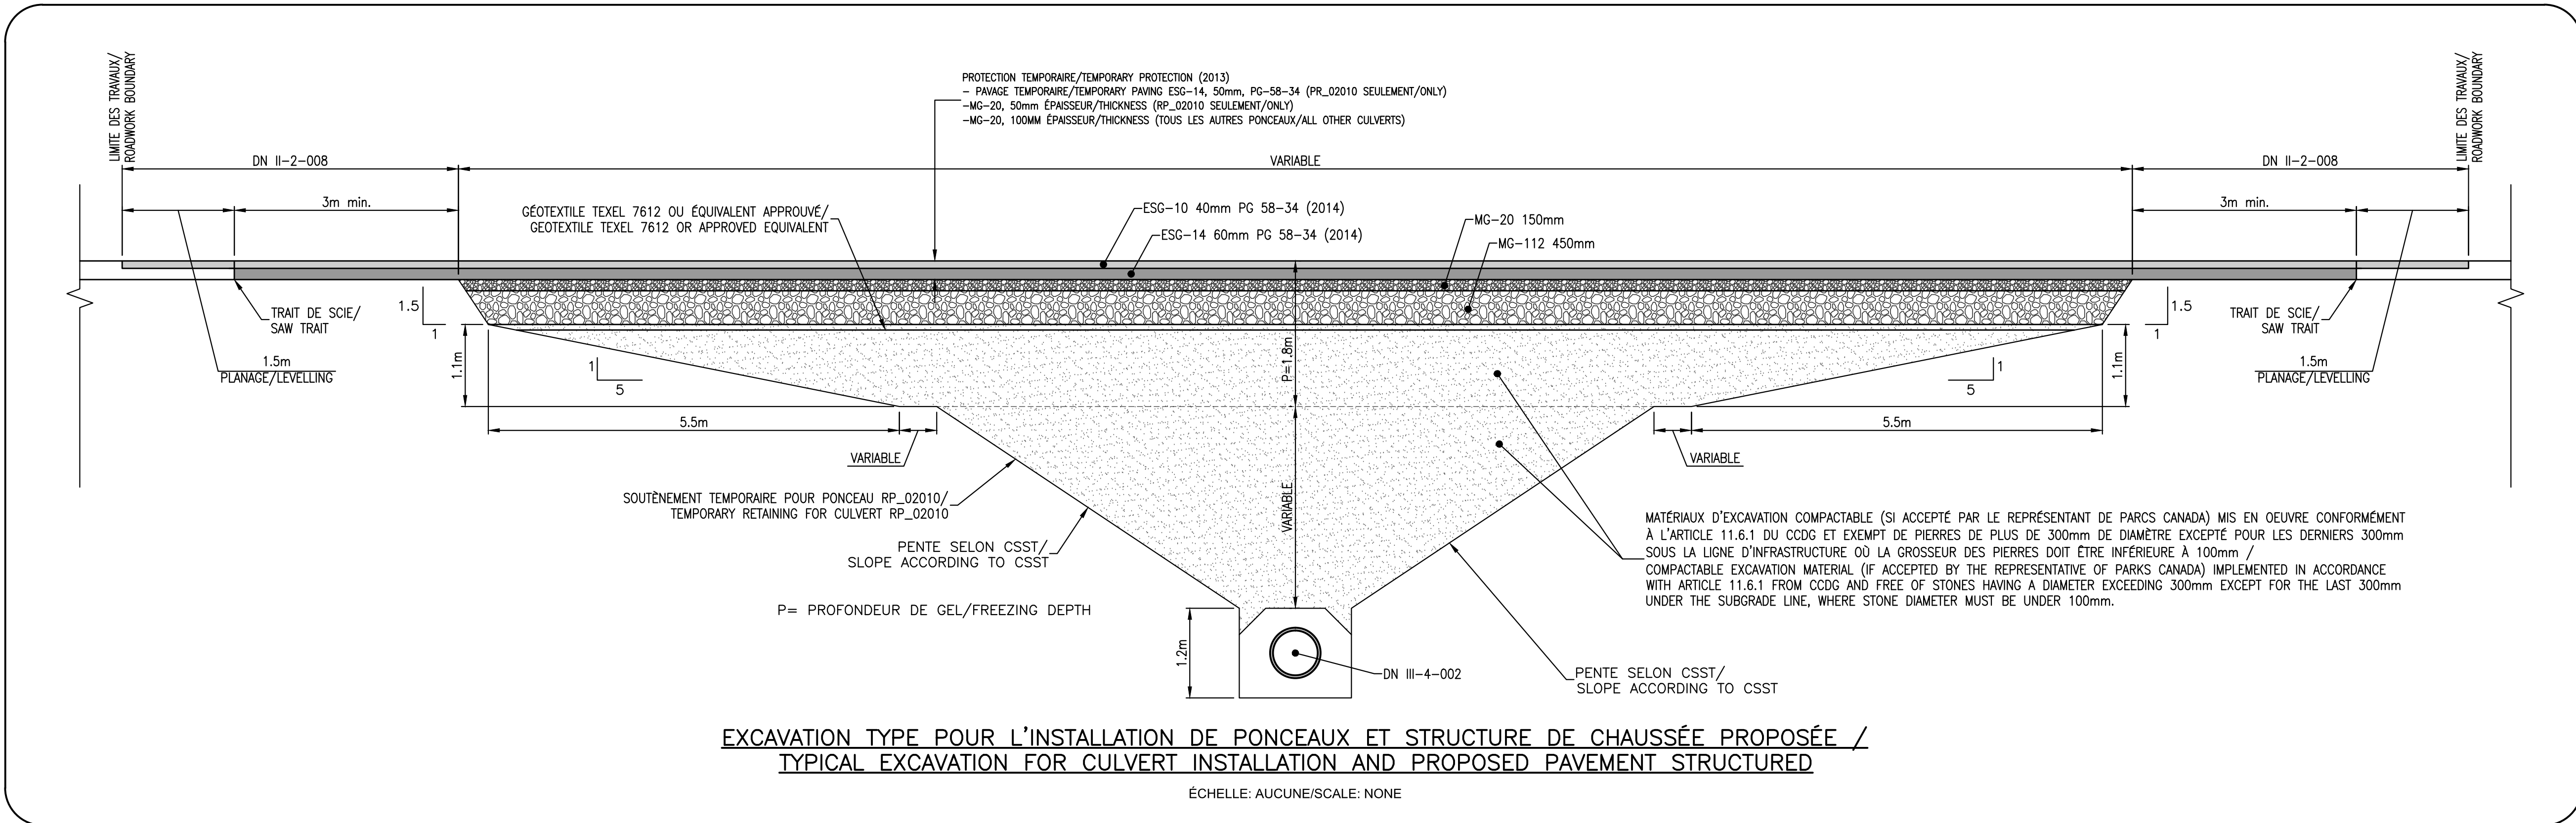 LIMITE DES TRAVAUX/
ROADWORK BOUNDARY
PROTECTION TEMPORAIRE/TEMPORARY PROTECTION (2013)
- PAVAGE TEMPORAIRE/TEMPORARY PAVING ESG-14, 50mm, PG-58-34 (PR_02010 SEULEMENT/ONLY)
-MG-20, 50mm ÉPAISSEUR/THICKNESS (RP_02010 SEULEMENT/ONLY)
-MG-20, 100MM ÉPAISSEUR/THICKNESS (TOUS LES AUTRES PONCEAUX/ALL OTHER CULVERTS)
LIMITE DES TRAVAUX/
ROADWORK BOUNDARY
DN II-2-008
VARIABLE
DN II-2-008
3m min.
GÉOTEXTILE TEXEL 7612 OU ÉQUIVALENT APPROUVÉ/
GEOTEXTILE TEXEL 7612 OR APPROVED EQUIVALENT
ESG-10 40mm PG 58-34 (2014)
ESG-14 60mm PG 58-34 (2014)
MG-20 150mm
MG-112 450mm
3m min.
TRAIT DE SCIE/
SAW TRAIT
1.5
1
1.5m
PLANAGE/LEVELLING
1.1m
1
5
P=1.8m
1
5
1.1m
1.5
1
TRAIT DE SCIE/
SAW TRAIT
1.5m
PLANAGE/LEVELLING
5.5m
VARIABLE
5.5m
VARIABLE
VARIABLE
SOUTÈNEMENT TEMPORAIRE POUR PONCEAU RP_02010/
TEMPORARY RETAINING FOR CULVERT RP_02010
PENTE SELON CSST/
SLOPE ACCORDING TO CSST
MATÉRIAUX D'EXCAVATION COMPACTABLE (SI ACCEPTÉ PAR LE REPRÉSENTANT DE PARCS CANADA) MIS EN OEUVRE CONFORMÉMENT
À L'ARTICLE 11.6.1 DU CCDG ET EXEMPT DE PIERRES DE PLUS DE 300mm DE DIAMÈTRE EXCEPTÉ POUR LES DERNIERS 300mm
SOUS LA LIGNE D'INFRASTRUCTURE OÙ LA GROSSEUR DES PIERRES DOIT ÊTRE INFÉRIEURE À 100mm /
COMPACTABLE EXCAVATION MATERIAL (IF ACCEPTED BY THE REPRESENTATIVE OF PARKS CANADA) IMPLEMENTED IN ACCORDANCE
WITH ARTICLE 11.6.1 FROM CCDG AND FREE OF STONES HAVING A DIAMETER EXCEEDING 300mm EXCEPT FOR THE LAST 300mm
UNDER THE SUBGRADE LINE, WHERE STONE DIAMETER MUST BE UNDER 100mm.
P= PROFONDEUR DE GEL/FREEZING DEPTH
1.2m
DN III-4-002
PENTE SELON CSST/
SLOPE ACCORDING TO CSST
EXCAVATION TYPE POUR L'INSTALLATION DE PONCEAUX ET STRUCTURE DE CHAUSSÉE PROPOSÉE /
TYPICAL EXCAVATION FOR CULVERT INSTALLATION AND PROPOSED PAVEMENT STRUCTURED
ÉCHELLE: AUCUNE/SCALE: NONE